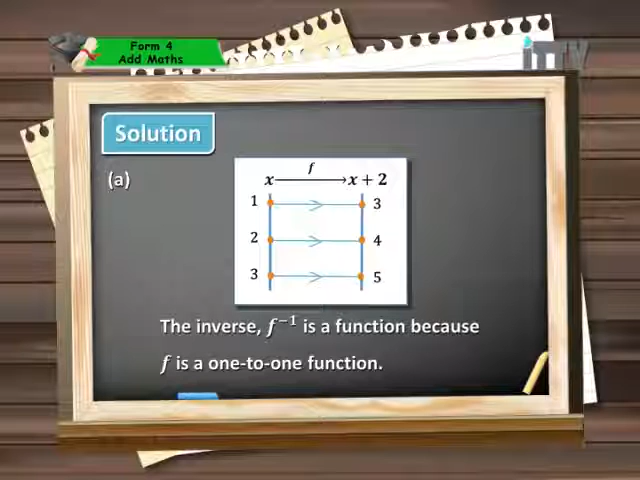 Form 4
Add Maths
iTTV
Solution
(a)
f
x → x + 2
1 3
2 4
3 5
The inverse, f⁻¹ is a function because
f is a one-to-one function.